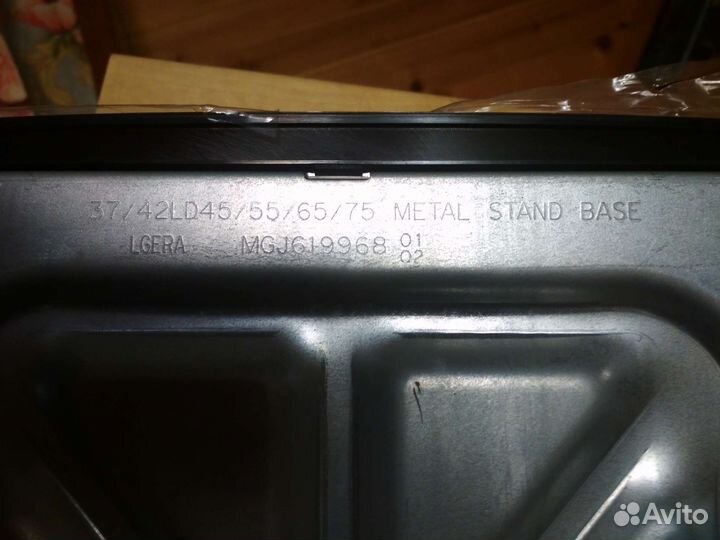 37/42LD45/55/65/75 METAL STAND BASE
LGERA MGJ619968 01
02
Avito